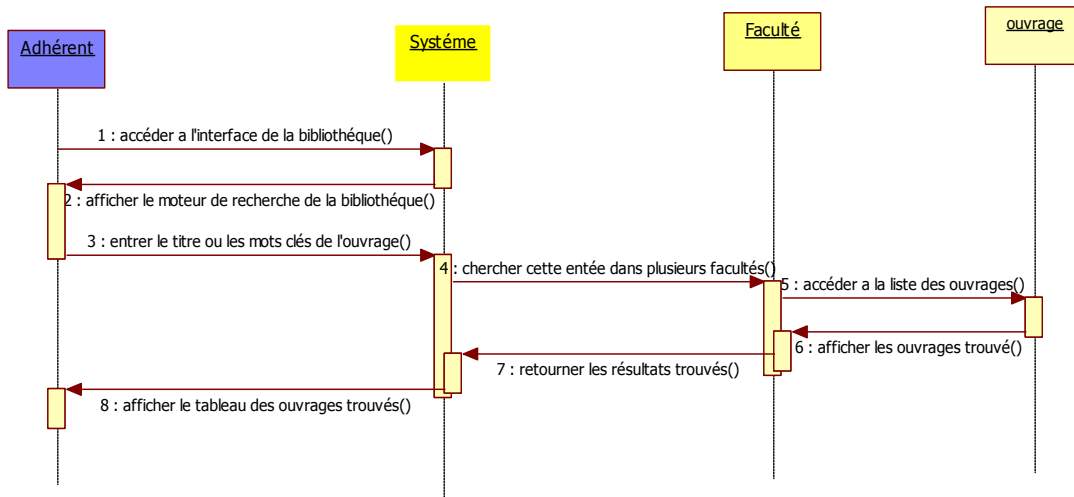 Adhérent
Systéme
Faculté
ouvrage
1 : accéder a l'interface de la bibliothéque()
2 : afficher le moteur de recherche de la bibliothéque()
3 : entrer le titre ou les mots clés de l'ouvrage()
4 : chercher cette entée dans plusieurs facultés()
5 : accéder a la liste des ouvrages()
6 : afficher les ouvrages trouvé()
7 : retourner les résultats trouvés()
8 : afficher le tableau des ouvrages trouvés()